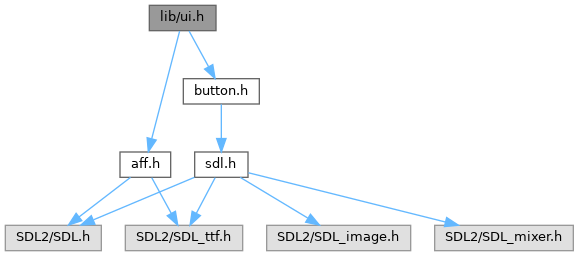 lib/ui.h
button.h
aff.h
sdl.h
SDL2/SDL.h
SDL2/SDL_ttf.h
SDL2/SDL_image.h
SDL2/SDL_mixer.h